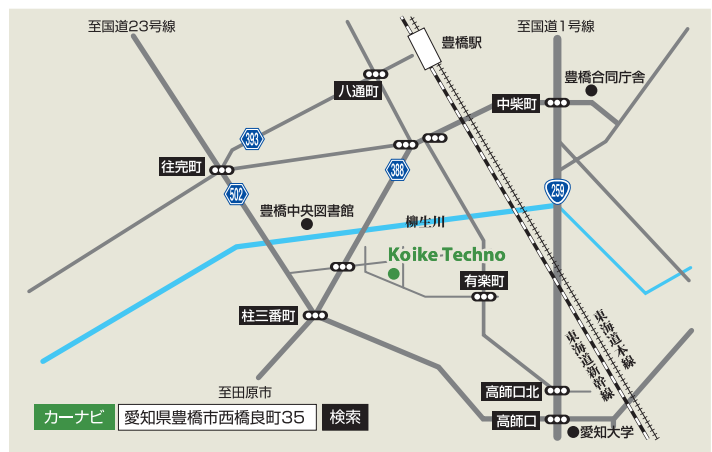 至国道23号線
至国道1号線
豊橋駅
豊橋合同庁舎
八通町
中柴町
393
往完町
388
502
259
豊橋中央図書館
柳生川
Koike-Techno
有楽町
柱三番町
東海道本線
東海道新幹線
至田原市
高師口北
カーナビ
愛知県豊橋市西橋良町35
検索
高師口
愛知大学